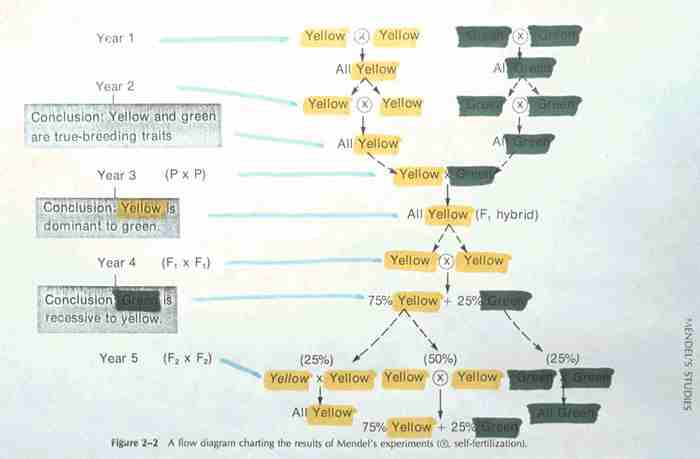 Year 1
Yellow ⓧ Yellow
Green ⓧ Green
All Yellow
All Green
Year 2
Yellow ⓧ Yellow
Green ⓧ Green
Conclusion: Yellow and green
are true-breeding traits
All Yellow
All Green
Year 3 (P x P)
Yellow x Green
Conclusion: Yellow is
dominant to green.
All Yellow (F₁ hybrid)
Year 4 (F₁ x F₁)
Yellow ⓧ Yellow
Conclusion: Green is
recessive to yellow.
75% Yellow + 25% Green
Year 5 (F₂ x F₂)
(25%) (50%) (25%)
Yellow x Yellow Yellow ⓧ Yellow Green x Green
All Yellow
75% Yellow + 25% Green
All Green
Figure 2–2 A flow diagram charting the results of Mendel's experiments (ⓧ, self-fertilization).
MENDEL'S STUDIES